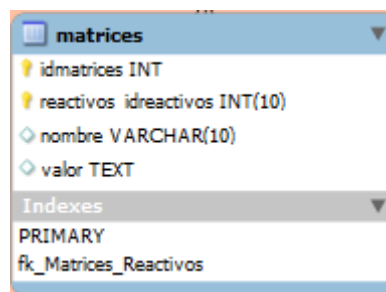 matrices
idmatrices INT
reactivos_idreactivos INT(10)
nombre VARCHAR(10)
valor TEXT
Indexes
PRIMARY
fk_Matrices_Reactivos